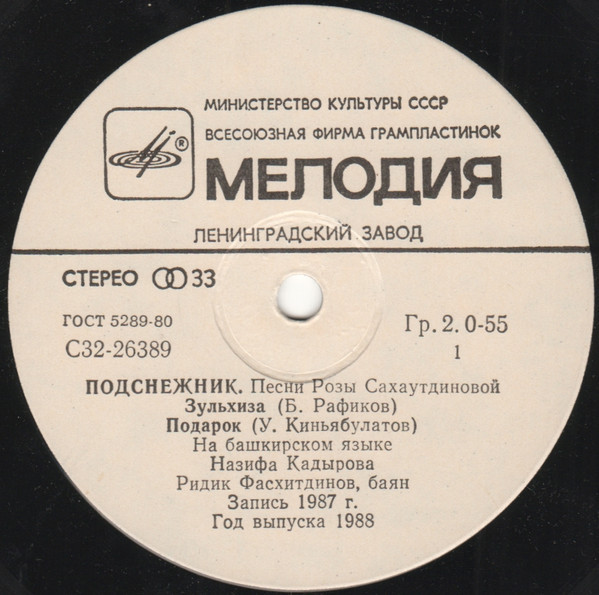 МИНИСТЕРСТВО КУЛЬТУРЫ СССР
ВСЕСОЮЗНАЯ ФИРМА ГРАМПЛАСТИНОК
®
МЕЛОДИЯ
ЛЕНИНГРАДСКИЙ ЗАВОД
СТЕРЕО 33
ГОСТ 5289-80
Гр. 2. 0-55
С32-26389
1
ПОДСНЕЖНИК. Песни Розы Сахаутдиновой
Зульхиза (Б. Рафиков)
Подарок (У. Киньябулатов)
На башкирском языке
Назифа Кадырова
Ридик Фасхитдинов, баян
Запись 1987 г.
Год выпуска 1988